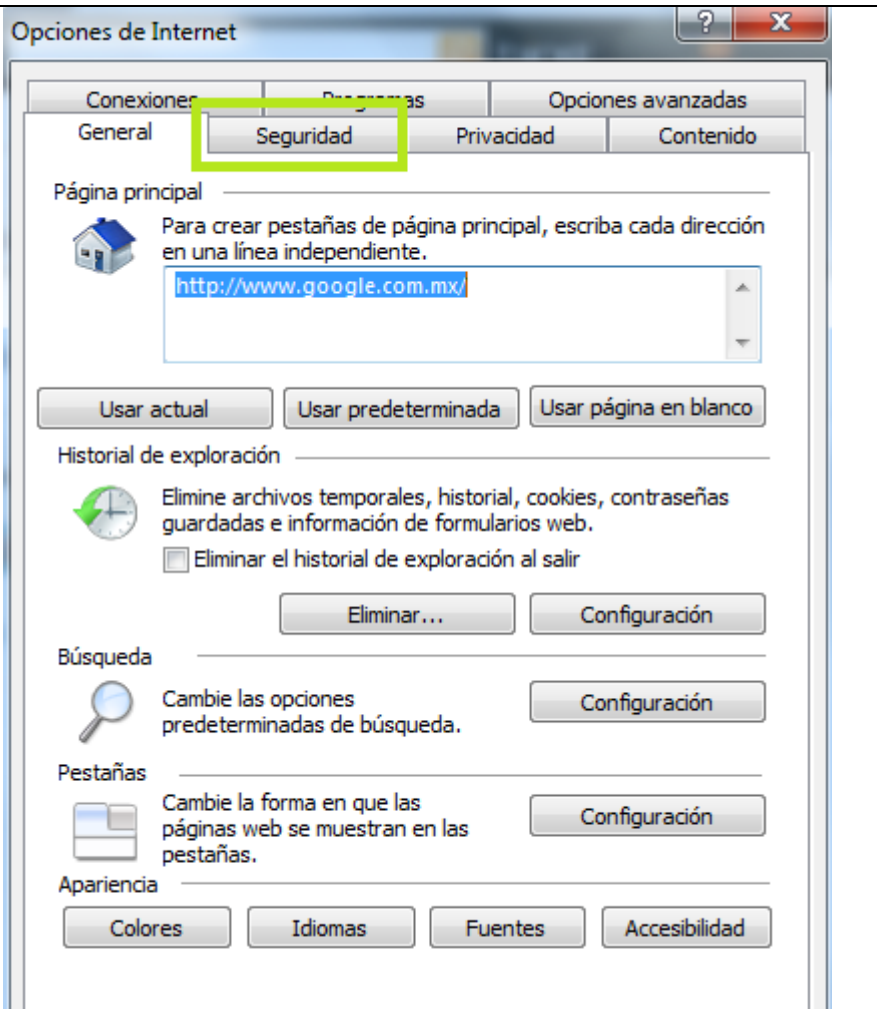 Opciones de Internet
?
X
Conexiones Programas Opciones avanzadas
General Seguridad Privacidad Contenido
Página principal
Para crear pestañas de página principal, escriba cada dirección
en una línea independiente.
http://www.google.com.mx/
Usar actual Usar predeterminada Usar página en blanco
Historial de exploración
Elimine archivos temporales, historial, cookies, contraseñas
guardadas e información de formularios web.
Eliminar el historial de exploración al salir
Eliminar... Configuración
Búsqueda
Cambie las opciones
predeterminadas de búsqueda.
Configuración
Pestañas
Cambie la forma en que las
páginas web se muestran en las
pestañas.
Configuración
Apariencia
Colores Idiomas Fuentes Accesibilidad